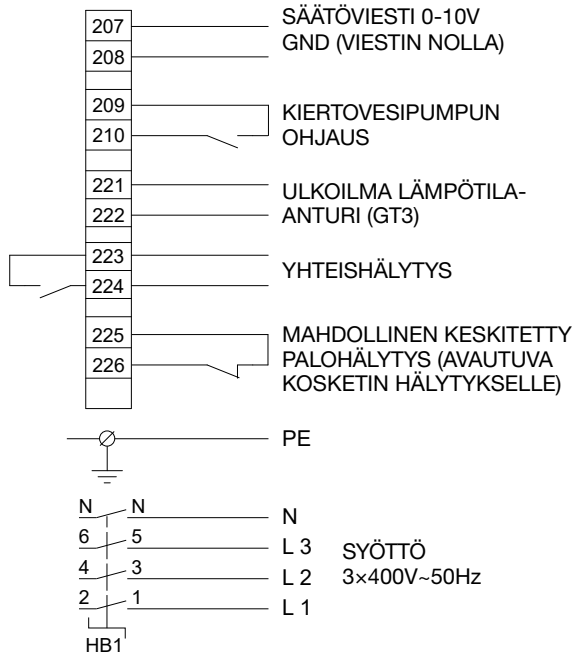 207
208
SÄÄTÖVIESTI 0-10V
GND (VIESTIN NOLLA)
209
210
KIERTOVESIPUMPUN
OHJAUS
221
222
ULKOILMA LÄMPÖTILA-
ANTURI (GT3)
223
224
YHTEISHÄLYTYS
225
226
MAHDOLLINEN KESKITETTY
PALOHÄLYTYS (AVAUTUVA
KOSKETIN HÄLYTYKSELLE)
PE
N N N
6 5 L 3
4 3 L 2
2 1 L 1
SYÖTTÖ
3×400V~50Hz
HB1